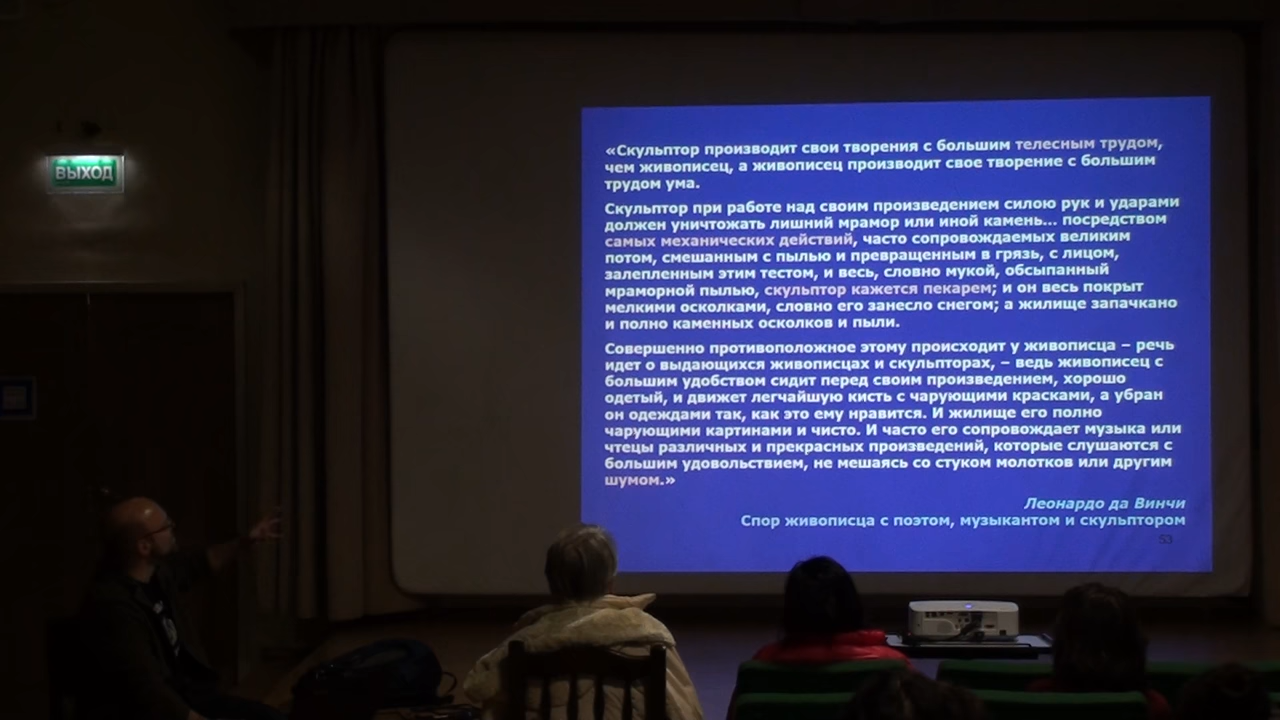 ВЫХОД
«Скульптор производит свои творения с большим телесным трудом,
чем живописец, а живописец производит свое творение с большим
трудом ума.
Скульптор при работе над своим произведением силою рук и ударами
должен уничтожать лишний мрамор или иной камень... посредством
самых механических действий, часто сопровождаемых великим
потом, смешанным с пылью и превращенным в грязь, с лицом,
залепленным этим тестом, и весь, словно мукой, обсыпанный
мраморной пылью, скульптор кажется пекарем; и он весь покрыт
мелкими осколками, словно его занесло снегом; а жилище запачкано
и полно каменных осколков и пыли.
Совершенно противоположное этому происходит у живописца – речь
идет о выдающихся живописцах и скульпторах, – ведь живописец с
большим удобством сидит перед своим произведением, хорошо
одетый, и движет легчайшую кисть с чарующими красками, а убран
он одеждами так, как это ему нравится. И жилище его полно
чарующими картинами и чисто. И часто его сопровождает музыка или
чтецы различных и прекрасных произведений, которые слушаются с
большим удовольствием, не мешаясь со стуком молотков или другим
шумом.»
Леонардо да Винчи
Спор живописца с поэтом, музыкантом и скульптором
53